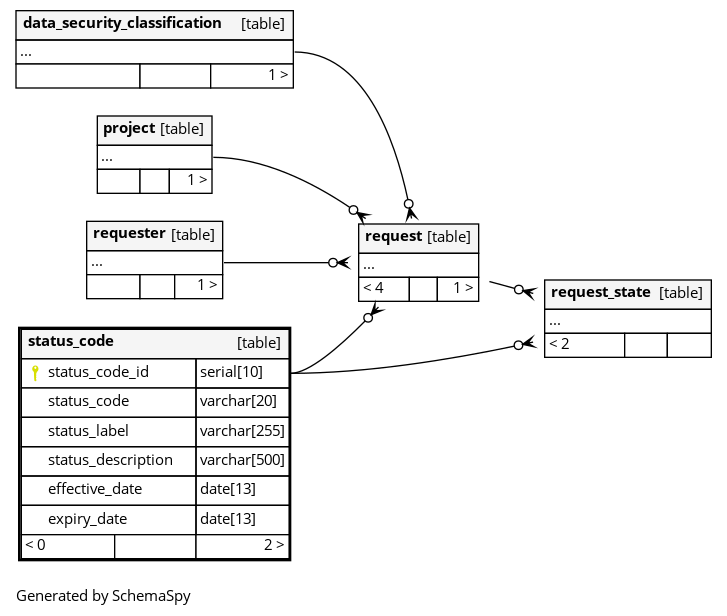 data_security_classification [table]
...
1 >
project [table]
...
1 >
requester [table]
...
1 >
request [table]
...
< 4 1 >
request_state [table]
...
< 2
status_code [table]
status_code_id serial[10]
status_code varchar[20]
status_label varchar[255]
status_description varchar[500]
effective_date date[13]
expiry_date date[13]
< 0 2 >
Generated by SchemaSpy